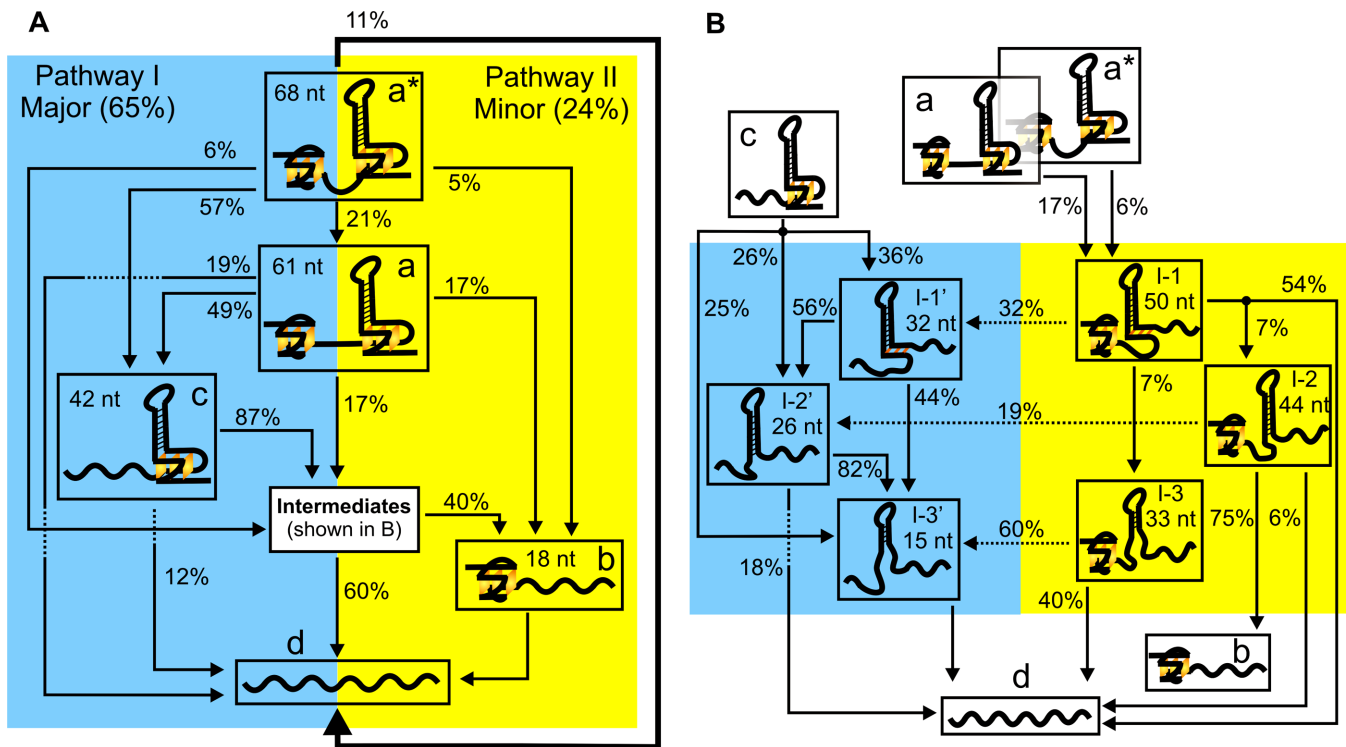 A
11%
Pathway I
Major (65%)
Pathway II
Minor (24%)
68 nt
a*
6%
5%
57%
21%
19%
61 nt
a
17%
49%
42 nt
c
87%
17%
Intermediates
(shown in B)
40%
18 nt
b
12%
60%
d
B
a
a*
c
17%
6%
26%
36%
I-1
50 nt
54%
25%
56%
I-1'
32 nt
32%
7%
7%
I-2
44 nt
I-2'
26 nt
44%
19%
82%
I-3'
15 nt
I-3
33 nt
60%
75%
6%
18%
40%
b
d